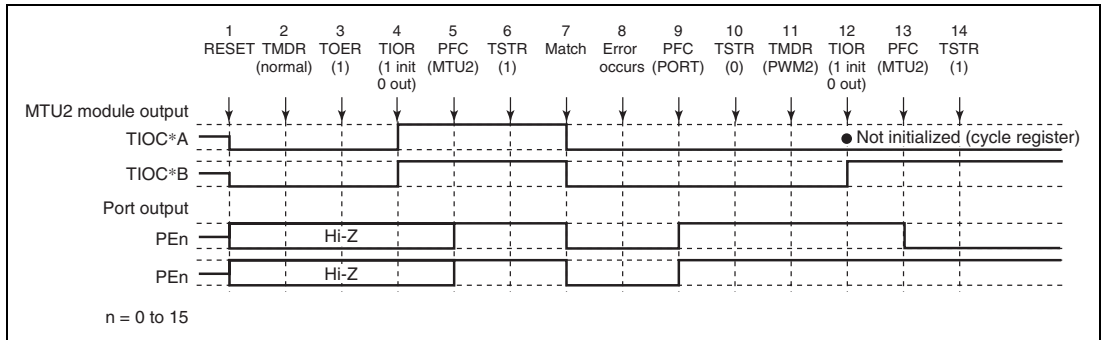 1 2 3 4 5 6 7 8 9 10 11 12 13 14
RESET TMDR TOER TIOR PFC TSTR Match Error PFC TSTR TMDR TIOR PFC TSTR
(normal) (1) (1 init (MTU2) (1) occurs (PORT) (0) (PWM2) (1 init (MTU2) (1)
0 out) 0 out)
MTU2 module output
TIOC*A
● Not initialized (cycle register)
TIOC*B
Port output
PEn
Hi-Z
PEn
Hi-Z
n = 0 to 15